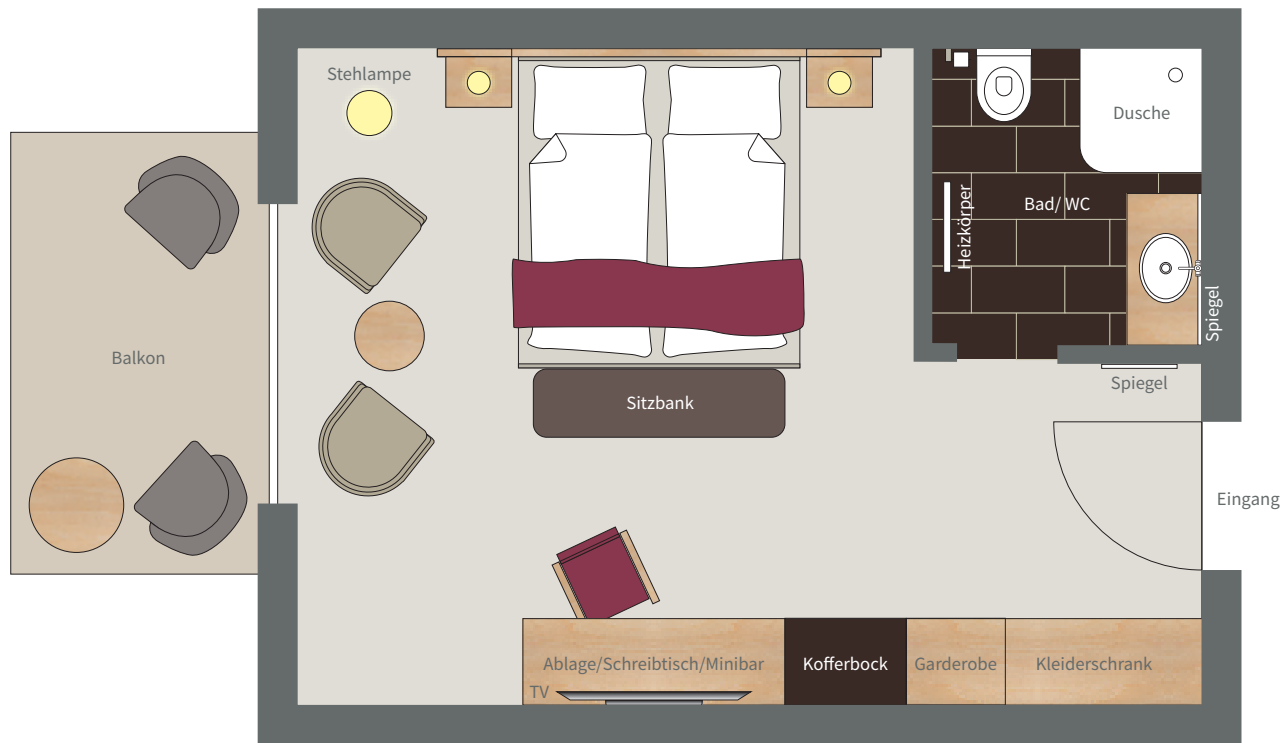 Stehlampe
Dusche
Heizkörper
Bad/ WC
Spiegel
Balkon
Spiegel
Sitzbank
Eingang
Ablage/Schreibtisch/Minibar
Kofferbock
Garderobe
Kleiderschrank
TV